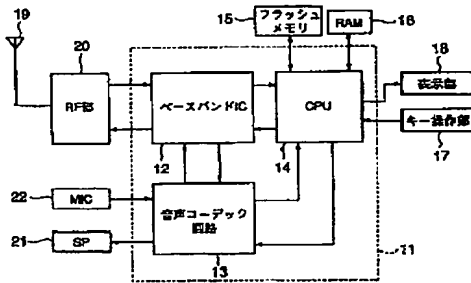 19
20
RF部
ベースバンドIC
12
15
フラッシュ
メモリ
RAM
16
CPU
14
18
表示部
キー操作部
17
22
MIC
21
SP
音声コーデック
回路
13
11